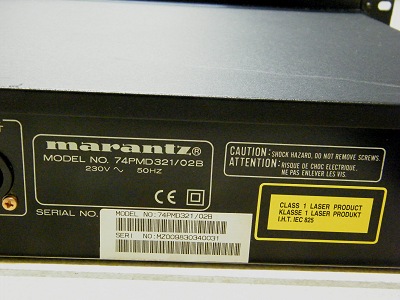 marantz®
MODEL NO. 74PMD321/02B
230V ~ 50HZ
CE
SERIAL NO.
MODEL NO:74PMD321/02B
SERI NO:MZ009830340031
CAUTION: SHOCK HAZARD, DO NOT REMOVE SCREWS.
ATTENTION: RISQUE DE CHOC ELECTRIQUE,
NE PAS ENLEVER LES VIS.
CLASS 1 LASER PRODUCT
KLASSE 1 LASER PRODUKT
I.H.T. IEC 825